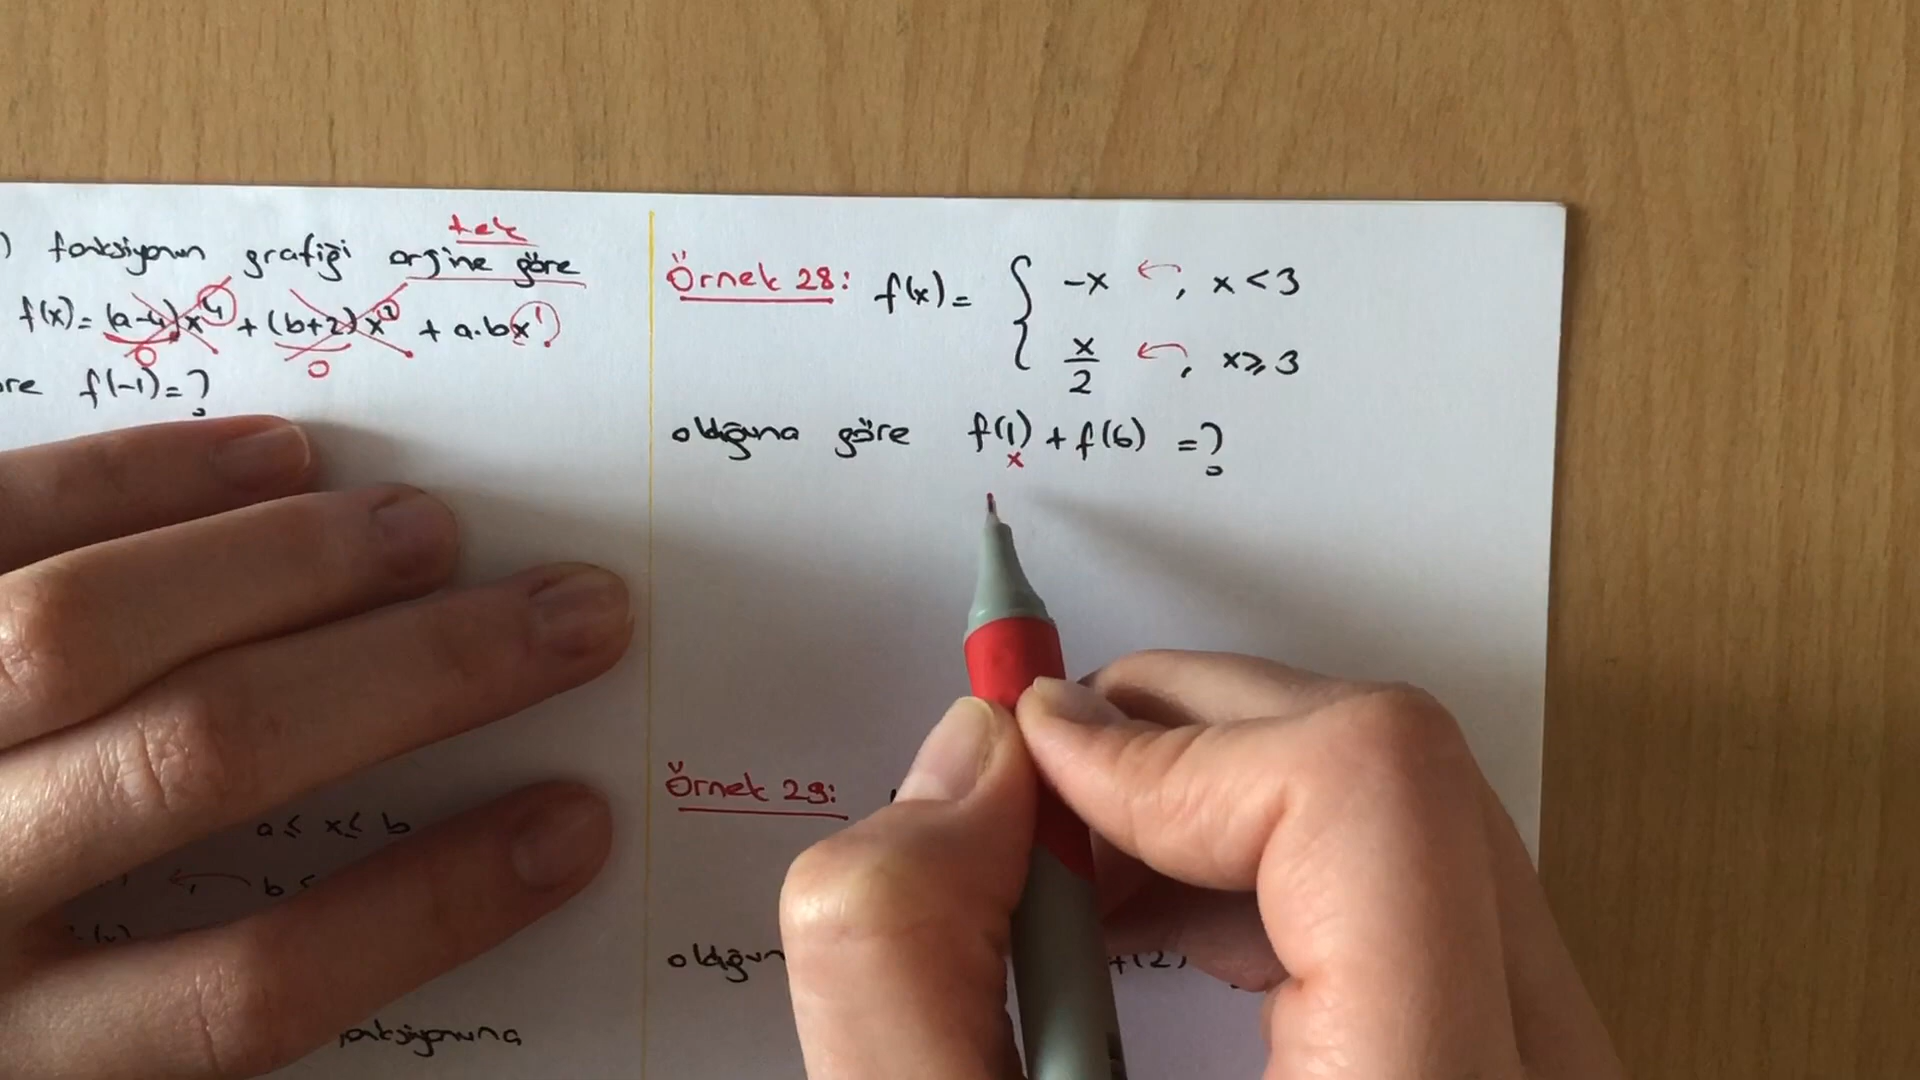 tek
) fonksiyonun grafiği orjine göre
f(x)= (a-4)x⁴ + (b+2)x² + a.bx¹
0 0
re f(-1)=?
a≤ x≤ b
b ≤
fonksiyonuna
Örnek 28: f(x)= { -x ← , x<3
x/2 ← , x≥3
olduğuna göre f(1) + f(6) =?
x
Örnek 29: